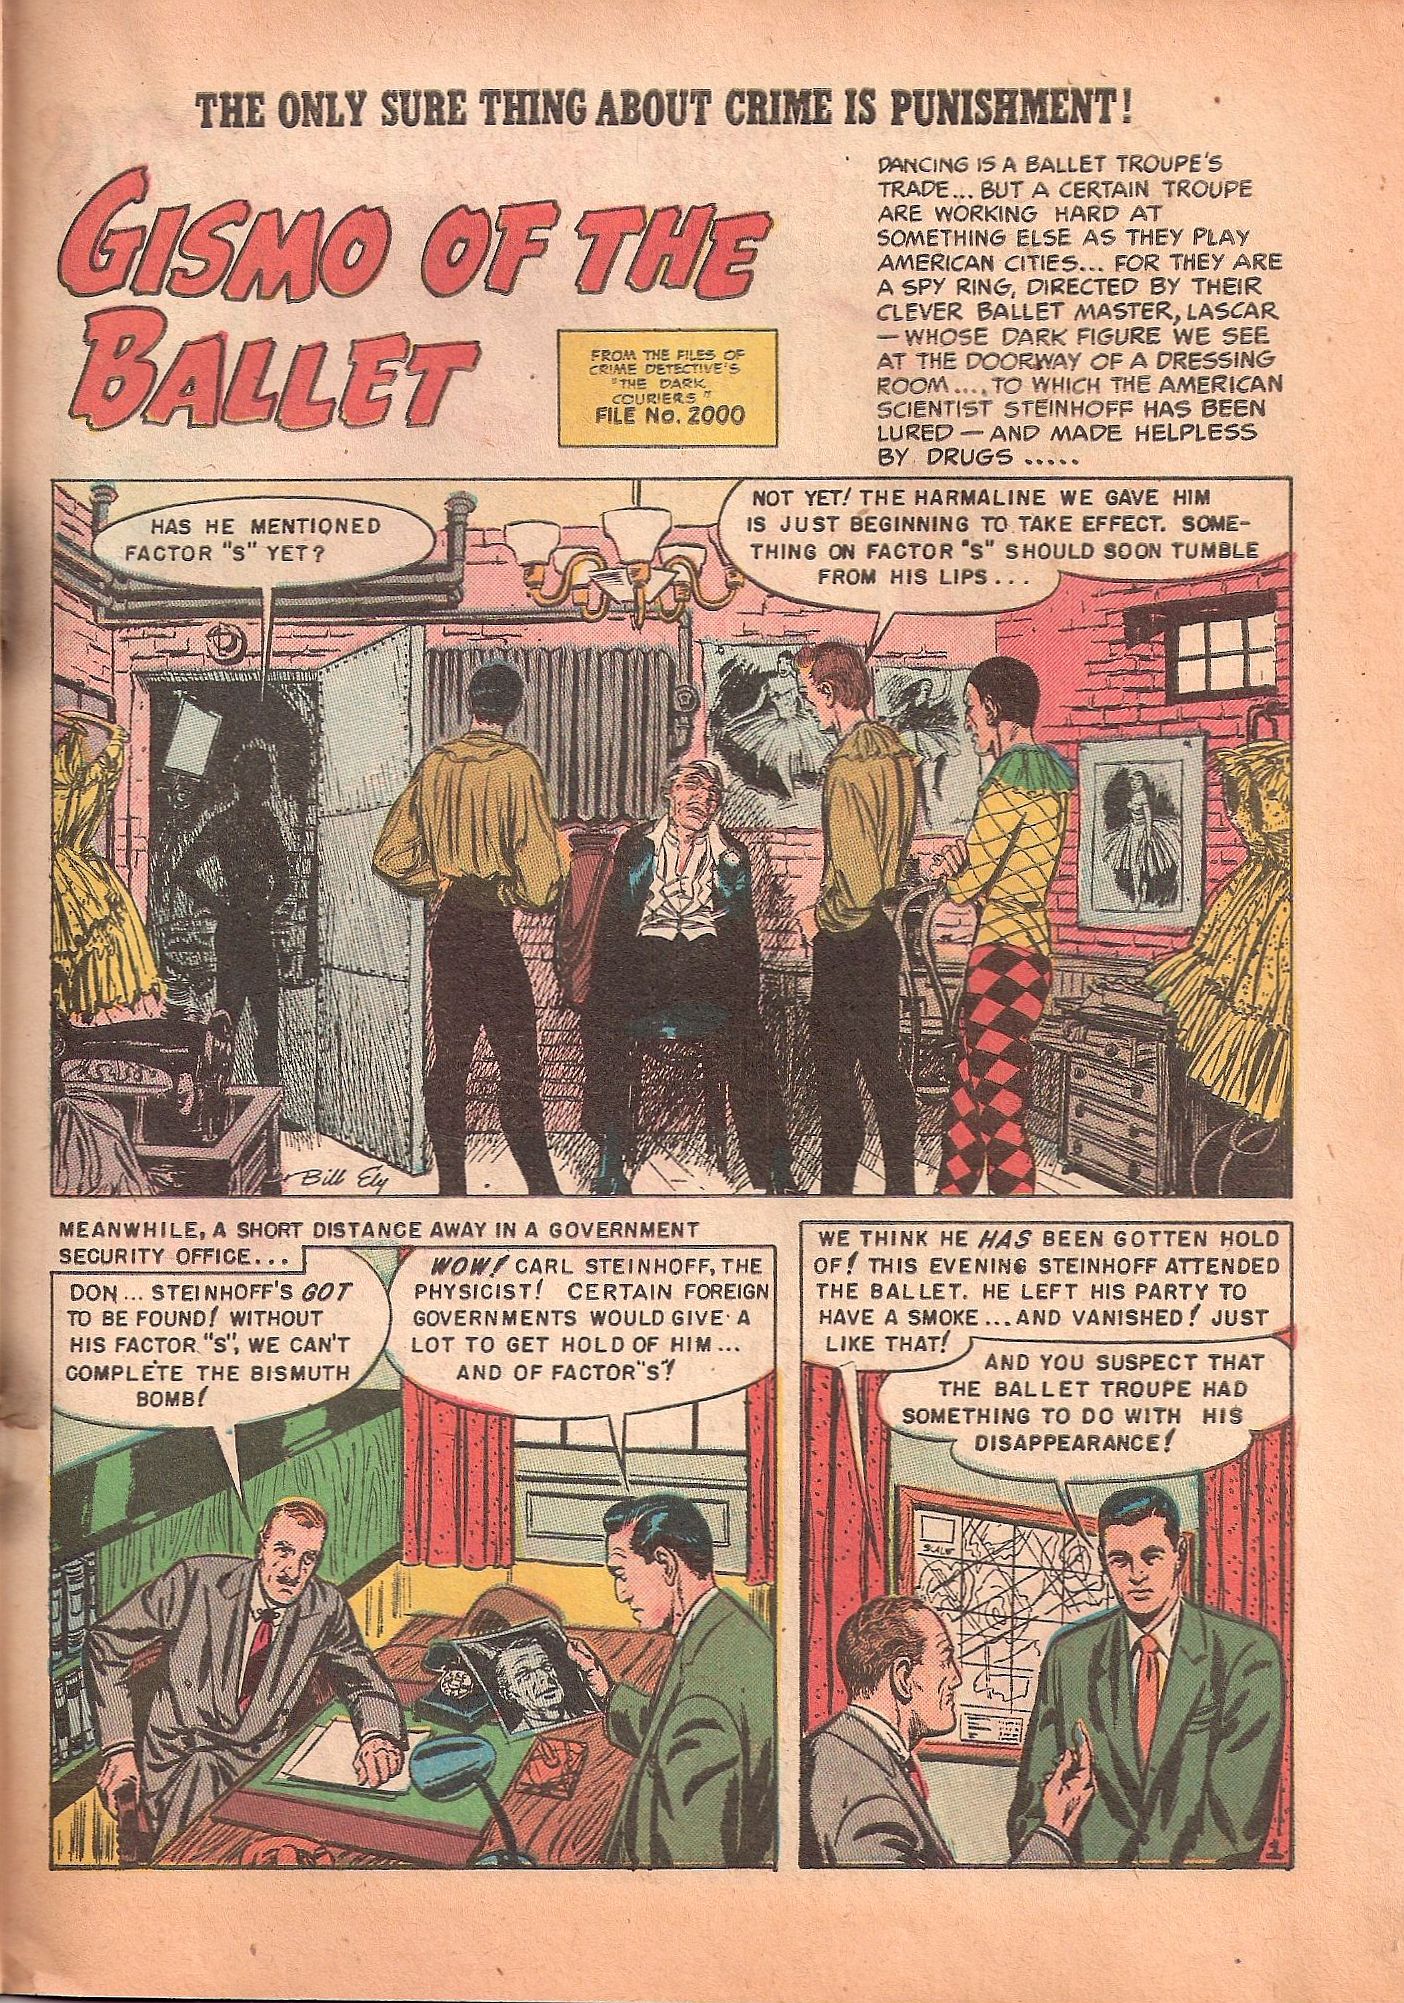 THE ONLY SURE THING ABOUT CRIME IS PUNISHMENT!
GISMO OF THE
BALLET
FROM THE FILES OF
CRIME DETECTIVE'S
"THE DARK
COURIERS"
FILE No. 2000
DANCING IS A BALLET TROUPE'S
TRADE... BUT A CERTAIN TROUPE
ARE WORKING HARD AT
SOMETHING ELSE AS THEY PLAY
AMERICAN CITIES... FOR THEY ARE
A SPY RING, DIRECTED BY THEIR
CLEVER BALLET MASTER, LASCAR
—WHOSE DARK FIGURE WE SEE
AT THE DOORWAY OF A DRESSING
ROOM.... TO WHICH THE AMERICAN
SCIENTIST STEINHOFF HAS BEEN
LURED — AND MADE HELPLESS
BY DRUGS .....
HAS HE MENTIONED
FACTOR "S" YET?
NOT YET! THE HARMALINE WE GAVE HIM
IS JUST BEGINNING TO TAKE EFFECT. SOME-
THING ON FACTOR "S" SHOULD SOON TUMBLE
FROM HIS LIPS...
Bill Ely
MEANWHILE, A SHORT DISTANCE AWAY IN A GOVERNMENT
SECURITY OFFICE...
DON... STEINHOFF'S GOT
TO BE FOUND! WITHOUT
HIS FACTOR "S", WE CAN'T
COMPLETE THE BISMUTH
BOMB!
WOW! CARL STEINHOFF, THE
PHYSICIST! CERTAIN FOREIGN
GOVERNMENTS WOULD GIVE A
LOT TO GET HOLD OF HIM...
AND OF FACTOR "S"!
WE THINK HE HAS BEEN GOTTEN HOLD
OF! THIS EVENING STEINHOFF ATTENDED
THE BALLET. HE LEFT HIS PARTY TO
HAVE A SMOKE... AND VANISHED! JUST
LIKE THAT!
AND YOU SUSPECT THAT
THE BALLET TROUPE HAD
SOMETHING TO DO WITH HIS
DISAPPEARANCE!
SCALE
1